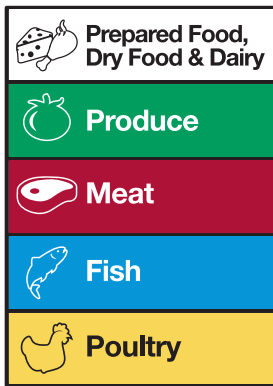 Prepared Food,
Dry Food & Dairy
Produce
Meat
Fish
Poultry